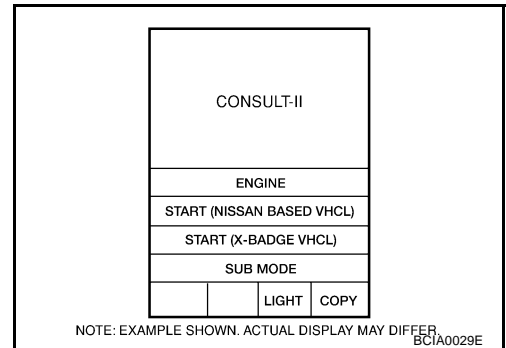 CONSULT-II
ENGINE
START (NISSAN BASED VHCL)
START (X-BADGE VHCL)
SUB MODE
LIGHT COPY
NOTE: EXAMPLE SHOWN. ACTUAL DISPLAY MAY DIFFER.
BCIA0029E